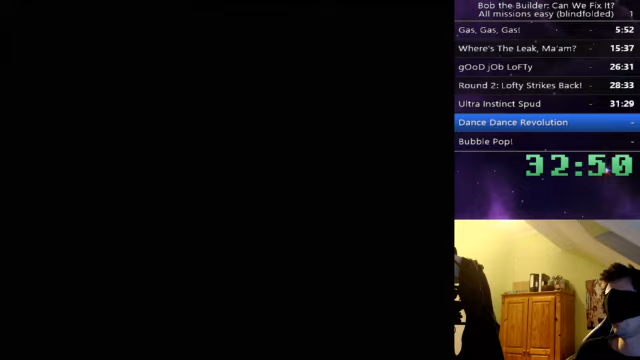 Bob the Builder: Can We Fix It?
All missions easy (blindfolded) 1
Gas, Gas, Gas! - 5:52
Where's The Leak, Ma'am? - 15:37
gOoD jOb LoFTy - 26:31
Round 2: Lofty Strikes Back! - 28:33
Ultra Instinct Spud - 31:29
Dance Dance Revolution -
Bubble Pop! -
32:50